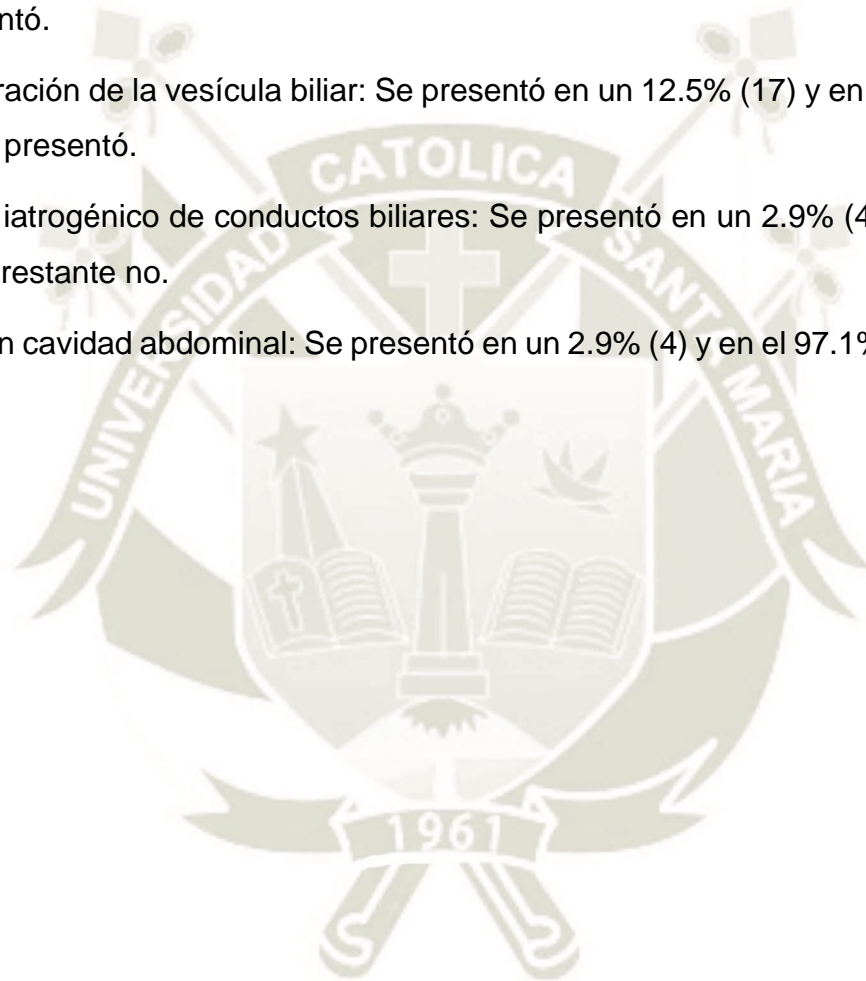 ntó.
ración de la vesícula biliar: Se presentó en un 12.5% (17) y en
presentó.
iatrogénico de conductos biliares: Se presentó en un 2.9% (4
restante no.
n cavidad abdominal: Se presentó en un 2.9% (4) y en el 97.1%
UNIVERSIDAD CATOLICA SANTA MARIA
1961